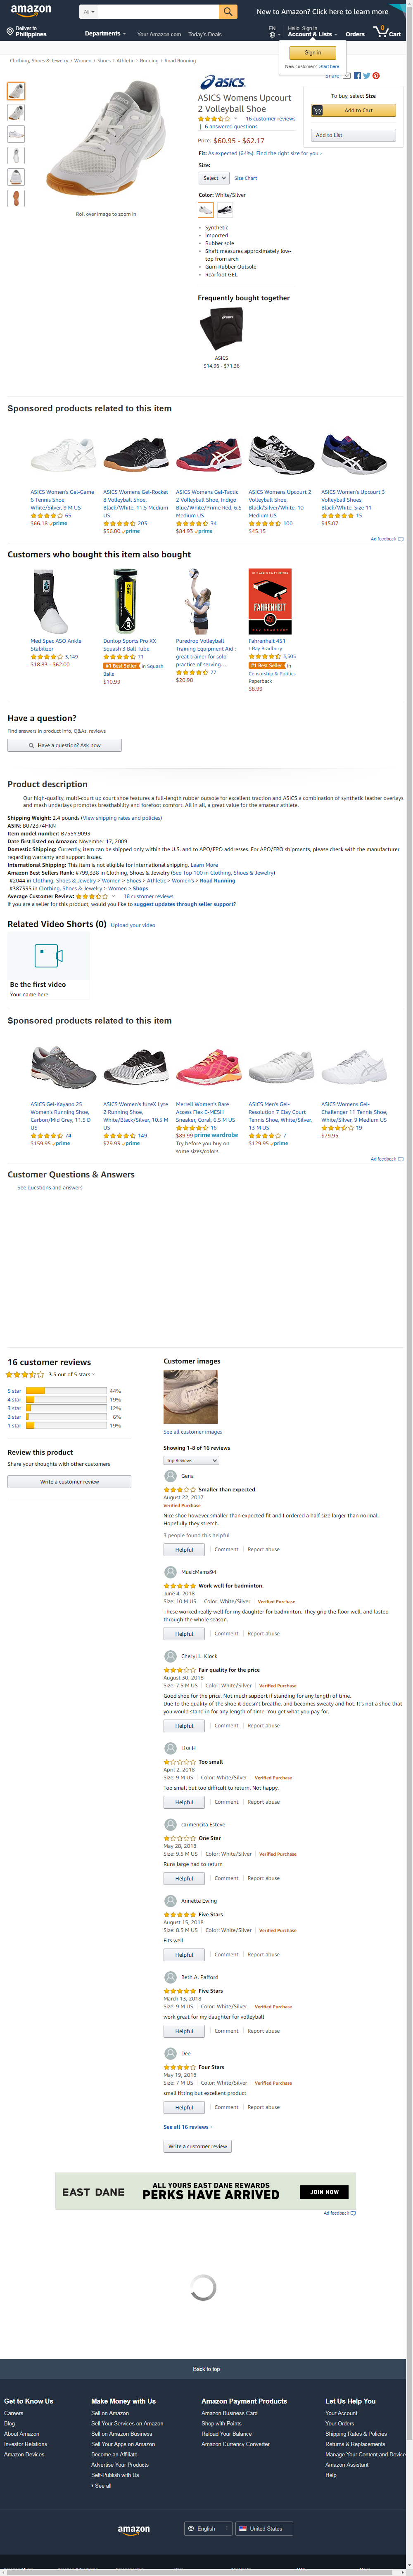 amazon
All
New to Amazon? Click here to learn more
Deliver to
Philippines
Departments
Your Amazon.com Today's Deals
EN
Hello. Sign in
Account & Lists
Orders
0
Cart
Sign in
New customer? Start here.
Clothing, Shoes & Jewelry › Women › Shoes › Athletic › Running › Road Running
Share
Roll over image to zoom in
asics
ASICS Womens Upcourt 2 Volleyball Shoe
16 customer reviews
| 6 answered questions
Price: $60.95 - $62.17
Fit: As expected (64%). Find the right size for you ›
Size:
Select
Size Chart
Color: White/Silver
• Synthetic
• Imported
• Rubber sole
• Shaft measures approximately low-top from arch
• Gum Rubber Outsole
• Rearfoot GEL
To buy, select Size
Add to Cart
Add to List
Frequently bought together
ASICS
$14.96 - $71.36
Sponsored products related to this item
ASICS Women's Gel-Game 6 Tennis Shoe, White/Silver, 9 M US
65
$66.18 prime
ASICS Womens Gel-Rocket 8 Volleyball Shoe, Black/White, 11.5 Medium US
203
$56.00 prime
ASICS Womens Gel-Tactic 2 Volleyball Shoe, Indigo Blue/White/Prime Red, 6.5 Medium US
34
$84.93 prime
ASICS Womens Upcourt 2 Volleyball Shoe, Black/Silver/White, 10 Medium US
100
$45.15
ASICS Women's Upcourt 3 Volleyball Shoes, Black/White, Size 11
15
$45.07
Ad feedback
Customers who bought this item also bought
Med Spec ASO Ankle Stabilizer
3,149
$18.83 - $62.00
Dunlop Sports Pro XX Squash 3 Ball Tube
71
#1 Best Seller in Squash Balls
$10.99
Puredrop Volleyball Training Equipment Aid : great trainer for solo practice of serving…
77
$20.98
FAHRENHEIT
Fahrenheit 451
› Ray Bradbury
3,505
#1 Best Seller in Censorship & Politics
Paperback
$8.99
Have a question?
Find answers in product info, Q&As, reviews
Have a question? Ask now
Product description
Our high-quality, multi-court up court shoe features a full-length rubber outsole for excellent traction and ASICS x combination of synthetic leather overlays and mesh underlays promotes breathability and forefoot comfort. All in all, a great value for the amateur athlete.
Shipping Weight: 2.4 pounds (View shipping rates and policies)
ASIN: B072374HKN
Item model number: B755Y.9093
Date first listed on Amazon: November 17, 2009
Domestic Shipping: Currently, item can be shipped only within the U.S. and to APO/FPO addresses. For APO/FPO shipments, please check with the manufacturer regarding warranty and support issues.
International Shipping: This item is not eligible for international shipping. Learn More
Amazon Best Sellers Rank: #799,338 in Clothing, Shoes & Jewelry (See Top 100 in Clothing, Shoes & Jewelry)
#2044 in Clothing, Shoes & Jewelry > Women > Shoes > Athletic > Women's > Road Running
#387335 in Clothing, Shoes & Jewelry > Women > Shops
Average Customer Review: 16 customer reviews
If you are a seller for this product, would you like to suggest updates through seller support?
Related Video Shorts (0) Upload your video
Be the first video
Your name here
Sponsored products related to this item
ASICS Gel-Kayano 25 Women's Running Shoe, Carbon/Mid Grey, 11.5 D US
74
$159.95 prime
ASICS Women's fuzeX Lyte 2 Running Shoe, White/Black/Silver, 10.5 M US
149
$79.93 prime
Merrell Women's Bare Access Flex E-MESH Sneaker, Coral, 6.5 M US
16
$89.99 prime wardrobe
Try before you buy on some sizes/colors
ASICS Men's Gel-Resolution 7 Clay Court Tennis Shoe, White/Silver, 13 M US
7
$129.95 prime
ASICS Womens Gel-Challenger 11 Tennis Shoe, White/Silver, 9 Medium US
19
$79.95
Ad feedback
Customer Questions & Answers
See questions and answers
16 customer reviews
3.5 out of 5 stars
5 star 44%
4 star 19%
3 star 12%
2 star 6%
1 star 19%
Review this product
Share your thoughts with other customers
Write a customer review
Customer images
See all customer images
Showing 1-8 of 16 reviews
Top Reviews
Geria
Smaller than expected
August 22, 2017
Verified Purchase
Nice shoe however smaller than expected fit and I ordered a half size larger than normal. Hopefully they stretch.
3 people found this helpful
Helpful Comment Report abuse
MusicMama94
Work well for badminton.
June 4, 2018
Size: 10 M US Color: White/Silver Verified Purchase
These worked really well for my daughter for badminton. They grip the floor well, and lasted through the whole season.
Helpful Comment Report abuse
Cheryl L. Klock
Fair quality for the price
August 30, 2018
Size: 7.5 M US Color: White/Silver Verified Purchase
Good shoe for the price. Not much support if standing for any length of time.
Due to the quality of the shoe it doesn't breathe, and becomes sweaty and hot. It's not a shoe that you would stand in for any length of time. You get what you pay for.
Helpful Comment Report abuse
Lisa H
Too small
April 2, 2018
Size: 9 M US Color: White/Silver Verified Purchase
Too small but too difficult to return. Not happy.
Helpful Comment Report abuse
carmencita Esteve
One Star
May 28, 2018
Size: 9.5 M US Color: White/Silver Verified Purchase
Runs large had to return
Helpful Comment Report abuse
Annette Ewing
Five Stars
August 15, 2018
Size: 8.5 M US Color: White/Silver Verified Purchase
Fits well
Helpful Comment Report abuse
Beth A. Pafford
Five Stars
March 13, 2018
Size: 9 M US Color: White/Silver Verified Purchase
work great for my daughter for volleyball
Helpful Comment Report abuse
Dee
Four Stars
May 19, 2018
Size: 7 M US Color: White/Silver Verified Purchase
small fitting but excellent product
Helpful Comment Report abuse
See all 16 reviews ›
Write a customer review
EAST DANE
ALL YOURS EAST DANE REWARDS
PERKS HAVE ARRIVED
JOIN NOW
Ad feedback
Back to top
Get to Know Us
Careers
Blog
About Amazon
Investor Relations
Amazon Devices
Make Money with Us
Sell on Amazon
Sell Your Services on Amazon
Sell on Amazon Business
Sell Your Apps on Amazon
Become an Affiliate
Advertise Your Products
Self-Publish with Us
› See all
Amazon Payment Products
Amazon Business Card
Shop with Points
Reload Your Balance
Amazon Currency Converter
Let Us Help You
Your Account
Your Orders
Shipping Rates & Policies
Returns & Replacements
Manage Your Content and Device
Amazon Assistant
Help
amazon
English
United States